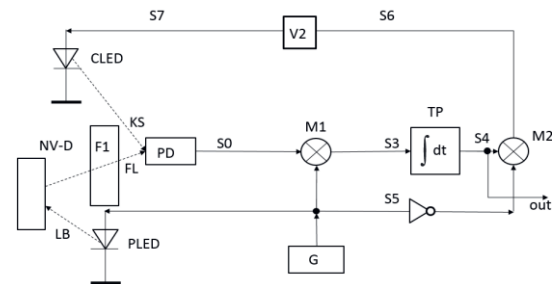 S7
V2
S6
CLED
KS
TP
M1
M2
NV-D
F1
PD
S0
S3
∫dt
S4
FL
S5
out
LB
PLED
G